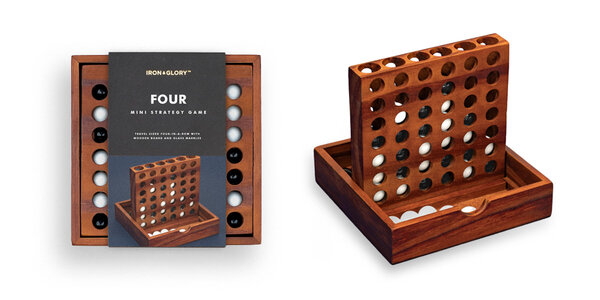 IRON & GLORY™
FOUR
MINI STRATEGY GAME
TRAVEL SIZED FOUR-IN-A-ROW WITH
WOODEN BOARD AND GLASS MARBLES